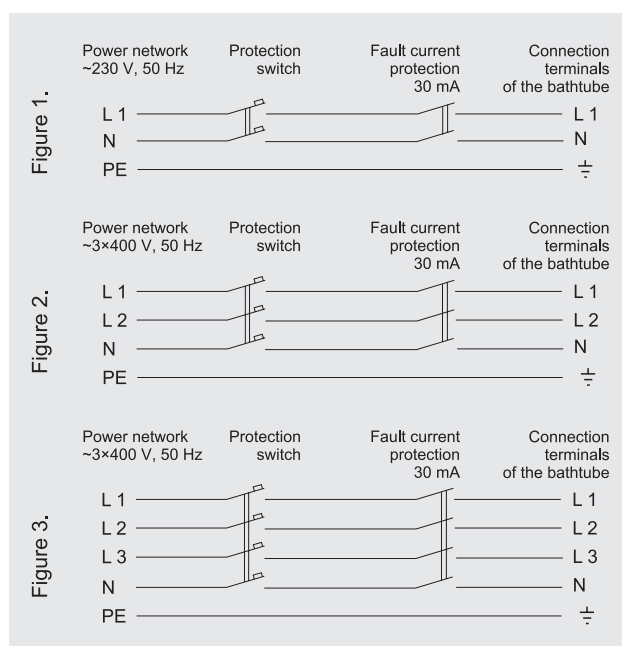 Figure 1.
Power network
~230 V, 50 Hz
Protection
switch
Fault current
protection
30 mA
Connection
terminals
of the bathtube
L 1
L 1
N
N
PE
Figure 2.
Power network
~3×400 V, 50 Hz
Protection
switch
Fault current
protection
30 mA
Connection
terminals
of the bathtube
L 1
L 1
L 2
L 2
N
N
PE
Figure 3.
Power network
~3×400 V, 50 Hz
Protection
switch
Fault current
protection
30 mA
Connection
terminals
of the bathtube
L 1
L 1
L 2
L 2
L 3
L 3
N
N
PE